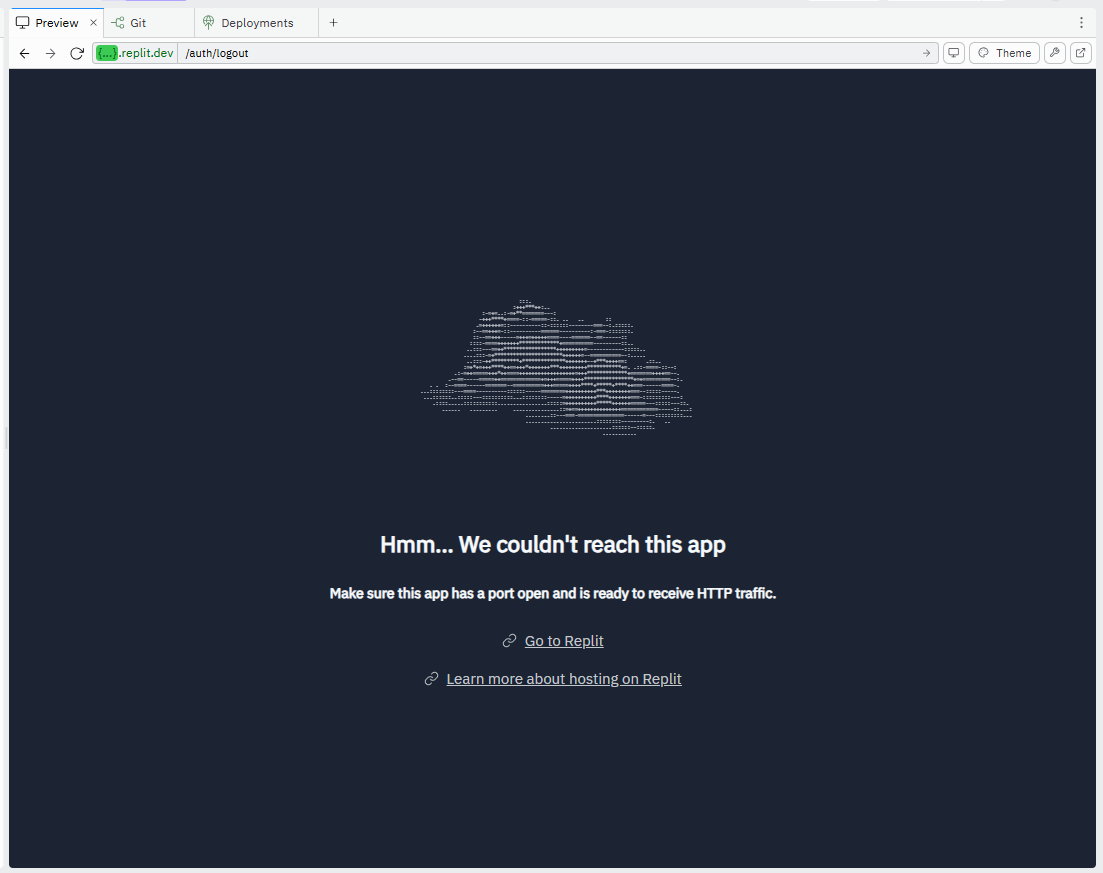 Preview
Git
Deployments
{...}.replit.dev /auth/logout
Theme
Hmm... We couldn't reach this app
Make sure this app has a port open and is ready to receive HTTP traffic.
Go to Replit
Learn more about hosting on Replit